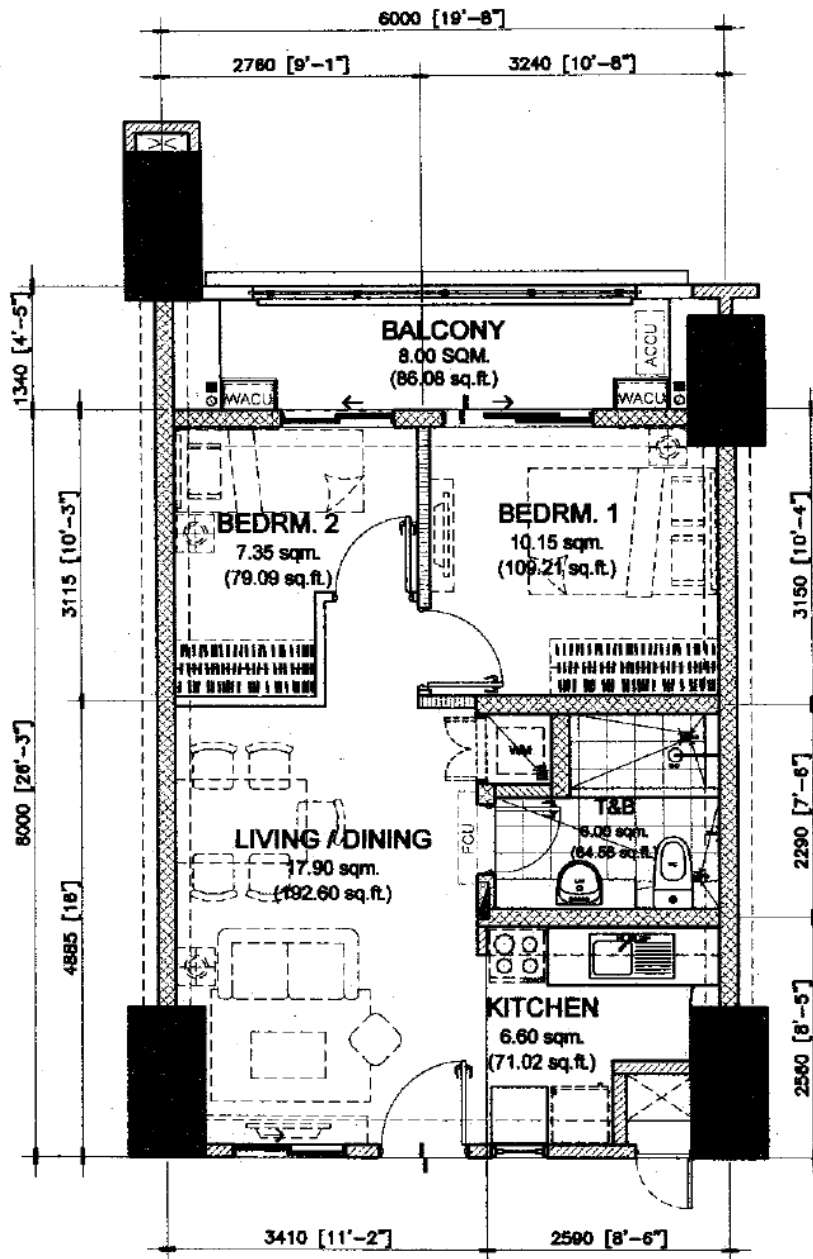 6000 [19'-8"]
2760 [9'-1"]
3240 [10'-8"]
1340 [4'-5"]
BALCONY
8.00 SQM.
(86.08 sq.ft.)
ACCU
WACU
WACU
BEDRM. 2
7.35 sqm.
(79.09 sq.ft.)
BEDRM. 1
10.15 sqm.
(109.21 sq.ft.)
3115 [10'-3"]
3150 [10'-4"]
8000 [26'-3"]
WM
T&B
6.00 sqm.
(64.56 sq.ft.)
FCU
LIVING / DINING
17.90 sqm.
(192.60 sq.ft.)
2290 [7'-6"]
4885 [16']
KITCHEN
6.60 sqm.
(71.02 sq.ft.)
2560 [8'-5"]
3410 [11'-2"]
2590 [8'-6"]